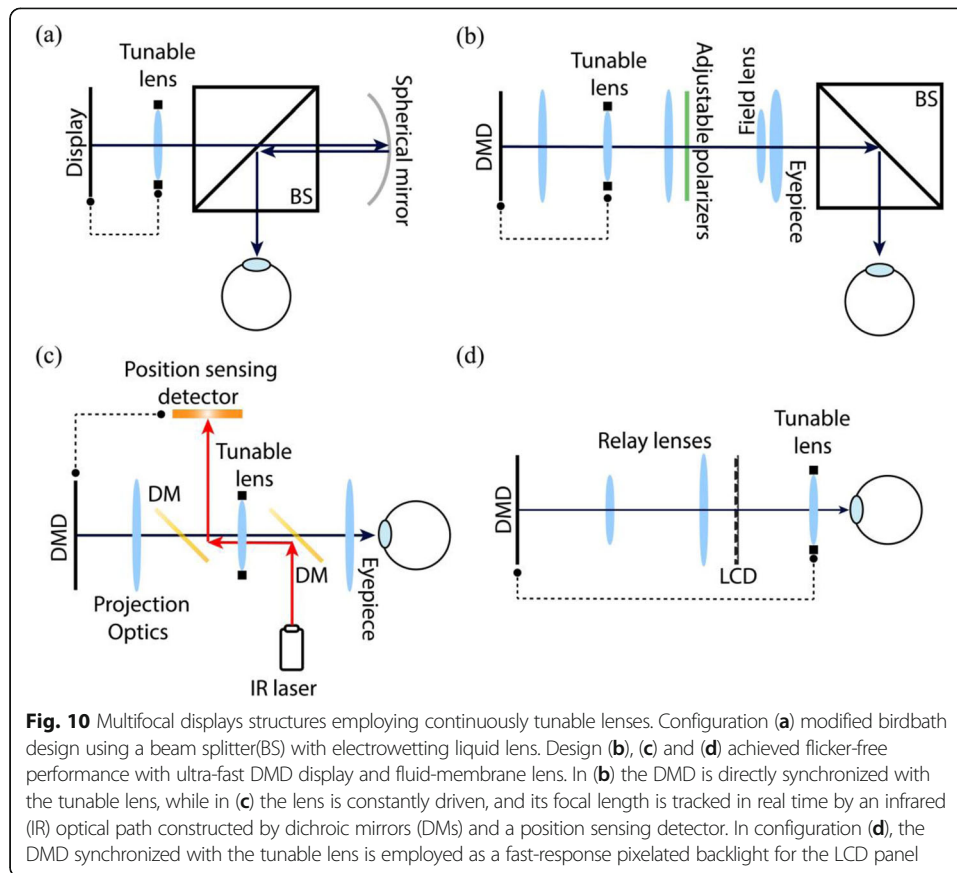 (a)
Tunable
lens
Display
BS
Spherical mirror
(b)
Tunable
lens
DMD
Adjustable polarizers
Field lens
Eyepiece
BS
(c)
Position sensing
detector
Tunable
lens
DM
DMD
DM
Projection
Optics
Eyepiece
IR laser
(d)
Tunable
lens
Relay lenses
DMD
LCD
Fig. 10 Multifocal displays structures employing continuously tunable lenses. Configuration (a) modified birdbath
design using a beam splitter(BS) with electrowetting liquid lens. Design (b), (c) and (d) achieved flicker-free
performance with ultra-fast DMD display and fluid-membrane lens. In (b) the DMD is directly synchronized with
the tunable lens, while in (c) the lens is constantly driven, and its focal length is tracked in real time by an infrared
(IR) optical path constructed by dichroic mirrors (DMs) and a position sensing detector. In configuration (d), the
DMD synchronized with the tunable lens is employed as a fast-response pixelated backlight for the LCD panel